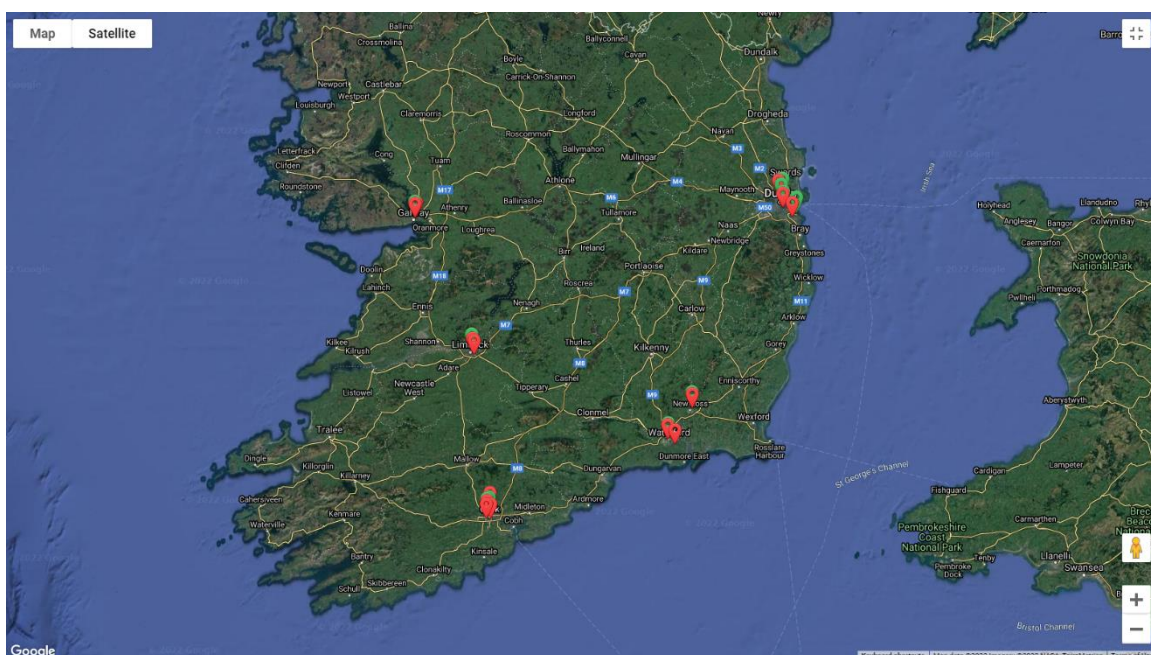 Map
Satellite
Ballina
Crossmolina
Ballyconnell
Cavan
Newry
Dundalk
Boyle
Carrick-On-Shannon
Newport
Castlebar
Westport
Louisburgh
Claremorris
Longford
Drogheda
Roscommon
Navan
Letterfrack
Cong
Ballymahon
M3
Clifden
Tuam
Mullingar
M2
Swords
Roundstone
Athlone
M4
Maynooth
M17
Ballinasloe
M6
Athenry
Tullamore
M50
Oranmore
Loughrea
Naas
Bray
Irish Sea
Holyhead
Llandudno
Colwyn Bay
Anglesey
Bangor
Conwy
Caernarfon
Newbridge
Birr
Ireland
Kildare
Greystones
Snowdonia
National Park
Doolin
M18
Portlaoise
Wicklow
Lahinch
Roscrea
M9
Porthmadog
Pwllheli
Nenagh
M7
Ennis
Carlow
M11
Arklow
M7
Kilkee
Kilrush
Shannon
Thurles
Kilkenny
Gorey
Adare
M8
Cashel
Newcastle
West
Tipperary
Enniscorthy
Listowel
M9
Aberystwyth
Clonmel
Wexford
Tralee
Rosslare
Harbour
Dingle
Mallow
Dunmore East
Killorglin
M8
Dungarvan
Killarney
St George's Channel
Cardigan
Lampeter
Cahersiveen
Kenmare
Midleton
Ardmore
Fishguard
Waterville
Cobh
Carmarthen
Pembrokeshire
Coast
National Park
Kinsale
Bantry
Tenby
Llanelli
Clonakilty
Pembroke
Dock
Swansea
Schull
Skibbereen
Bristol Channel
Google